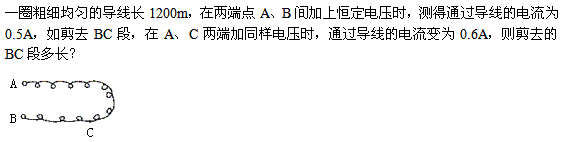 一圈粗细均匀的导线长 1200m，在两端点 A、B 间加上恒定电压时，测得通过导线的电流为
0.5A，如剪去 BC 段，在 A、C 两端加同样电压时，通过导线的电流变为 0.6A，则剪去的
BC 段多长？
A
B
C